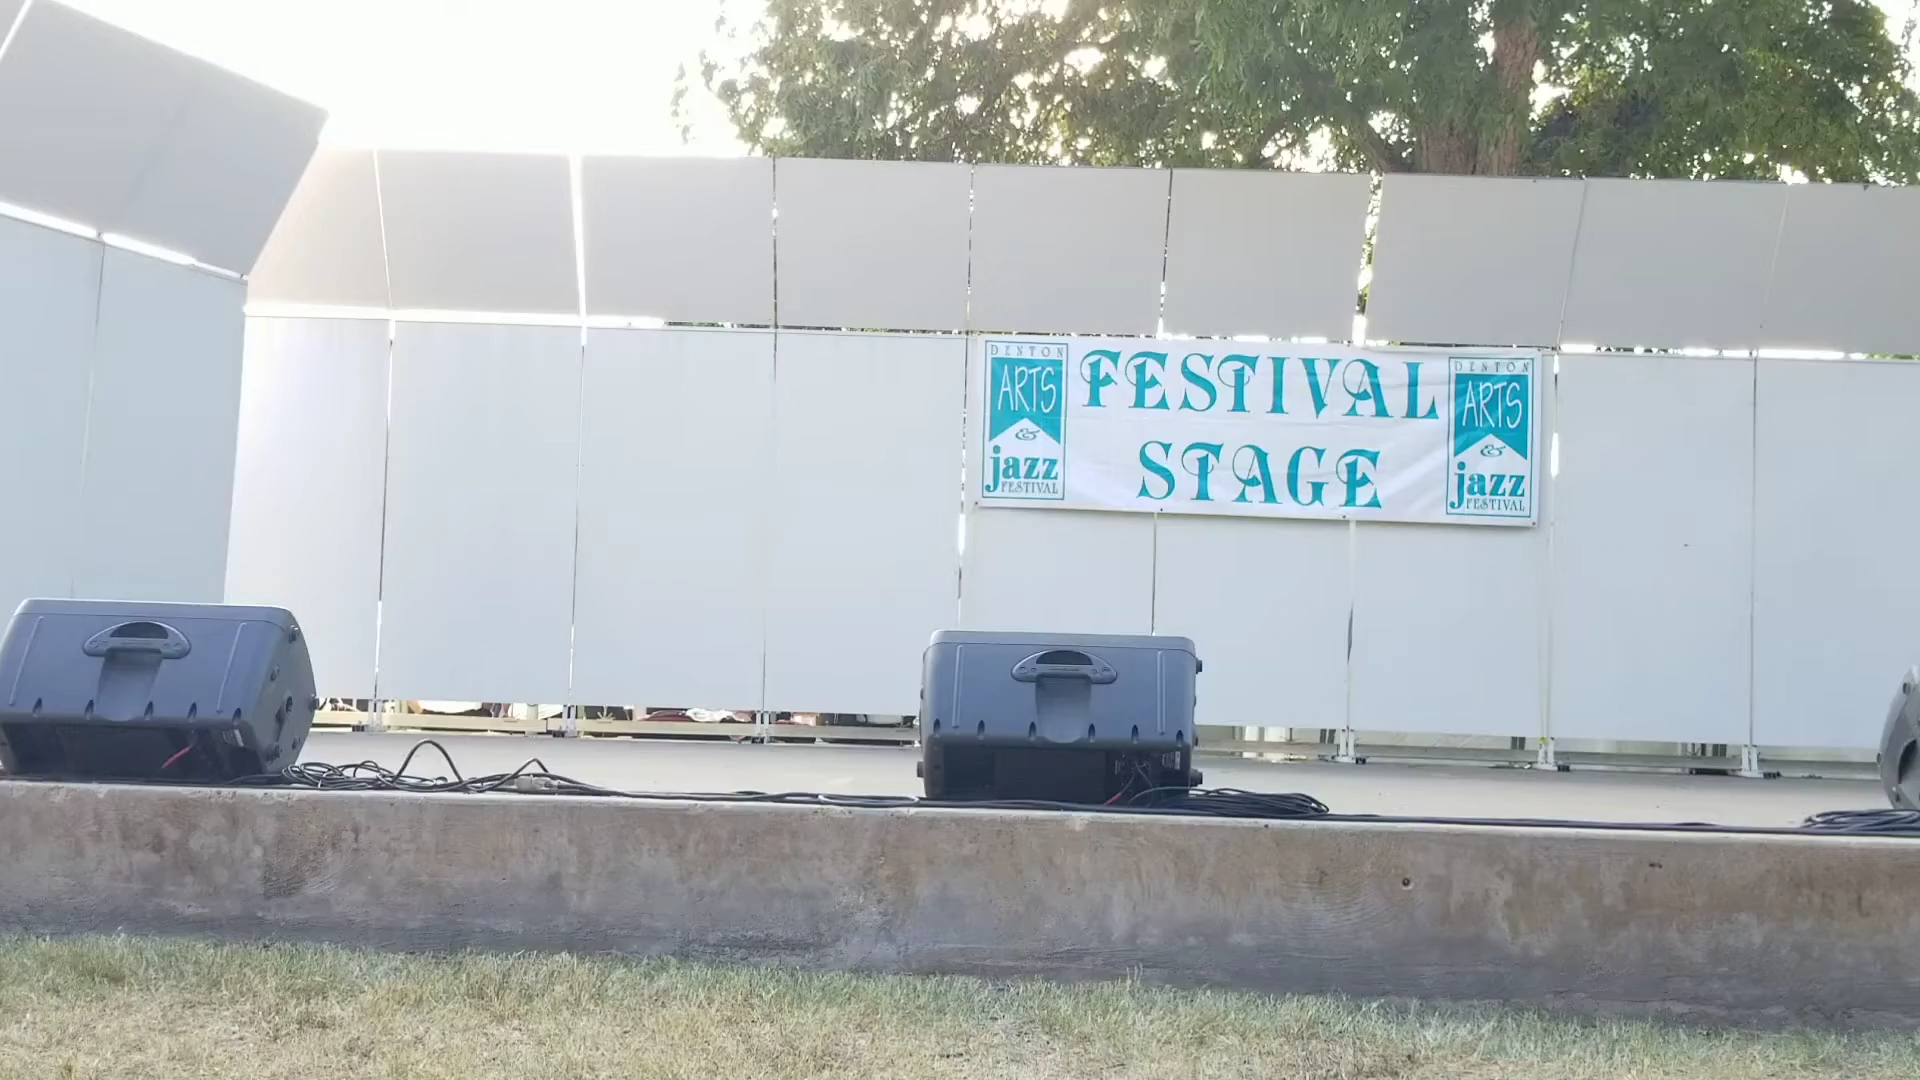 DENTON
ARTS
&
jazz
FESTIVAL
FESTIVAL
STAGE
DENTON
ARTS
&
jazz
FESTIVAL